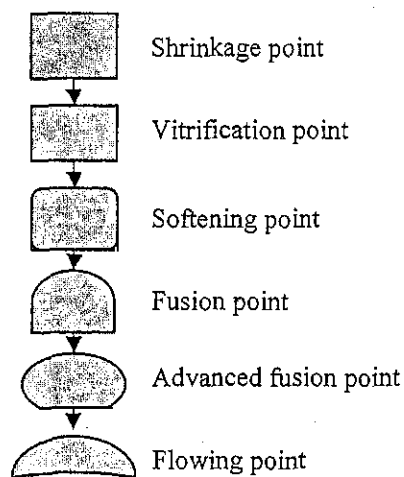 Shrinkage point
Vitrification point
Softening point
Fusion point
Advanced fusion point
Flowing point